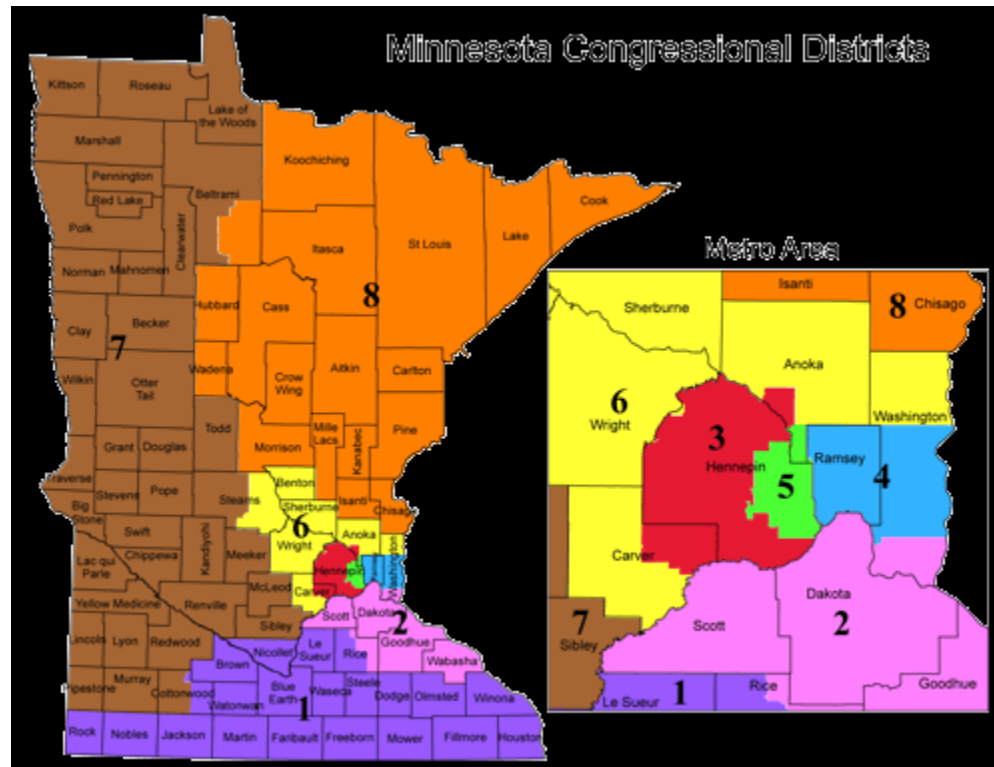 Minnesota Congressional Districts
Kittson
Roseau
Lake of
the Woods
Marshall
Koochiching
Pennington
Beltrami
Red Lake
Cook
Polk
Clearwater
Itasca
St Louis
Lake
Norman
Mahnomen
Hubbard
Cass
8
Clay
Becker
7
Wilkin
Otter
Tail
Wadena
Crow
Wing
Aitkin
Carlton
Todd
Mille
Lacs
Kanabec
Pine
Grant
Douglas
Morrison
Traverse
Stevens
Pope
Stearns
Benton
Big
Stone
Sherburne
Isanti
Chisago
Swift
6
Kandiyohi
Anoka
Wright
Lac qui
Parle
Chippewa
Meeker
Washington
Hennepin
McLeod
Carver
Yellow Medicine
Renville
Scott
Dakota
Sibley
2
Lincoln
Lyon
Redwood
Nicollet
Le
Sueur
Rice
Goodhue
Brown
Wabasha
Pipestone
Murray
Cottonwood
Watonwan
Blue
Earth
Waseca
Steele
Dodge
Olmsted
Winona
1
Rock
Nobles
Jackson
Martin
Faribault
Freeborn
Mower
Fillmore
Houston
Metro Area
Isanti
Sherburne
8
Chisago
Anoka
6
Wright
Washington
3
Hennepin
Ramsey
4
5
Carver
Dakota
7
Sibley
Scott
2
Rice
Goodhue
Le Sueur
1